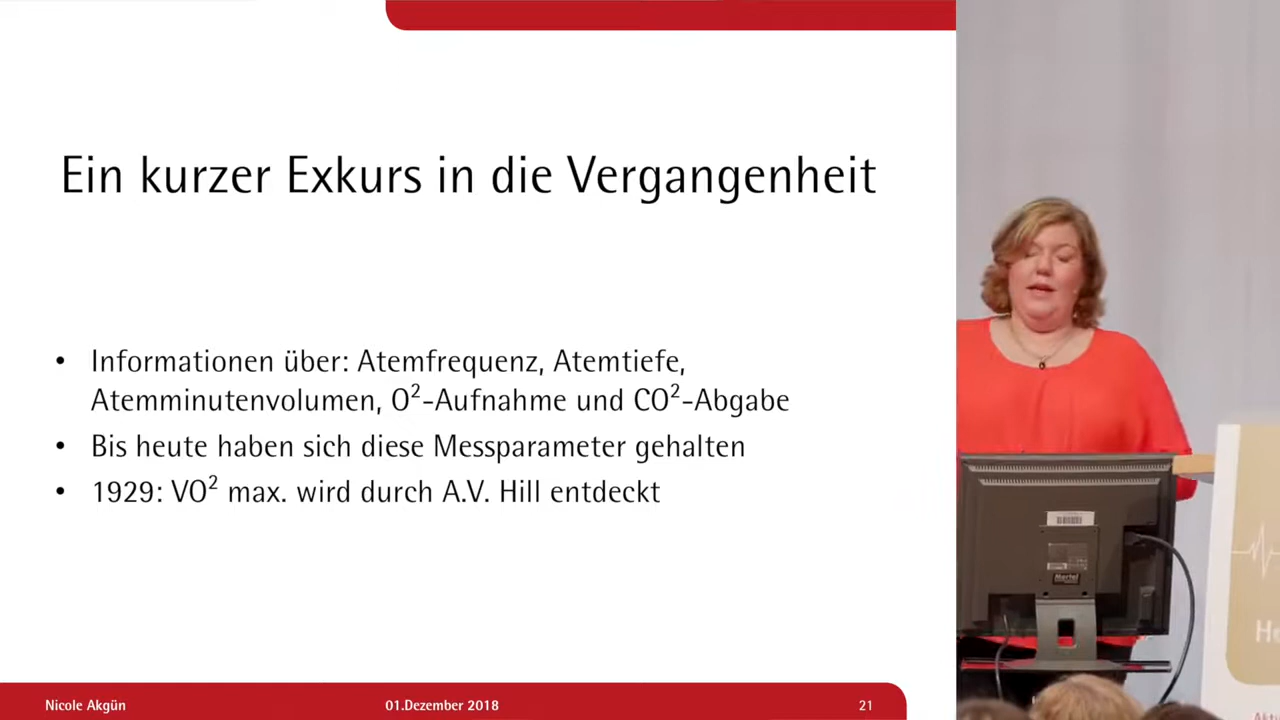 Ein kurzer Exkurs in die Vergangenheit
• Informationen über: Atemfrequenz, Atemtiefe,
Atemminutenvolumen, O²-Aufnahme und CO²-Abgabe
• Bis heute haben sich diese Messparameter gehalten
• 1929: VO² max. wird durch A.V. Hill entdeckt
Nicole Akgün
01.Dezember 2018
21